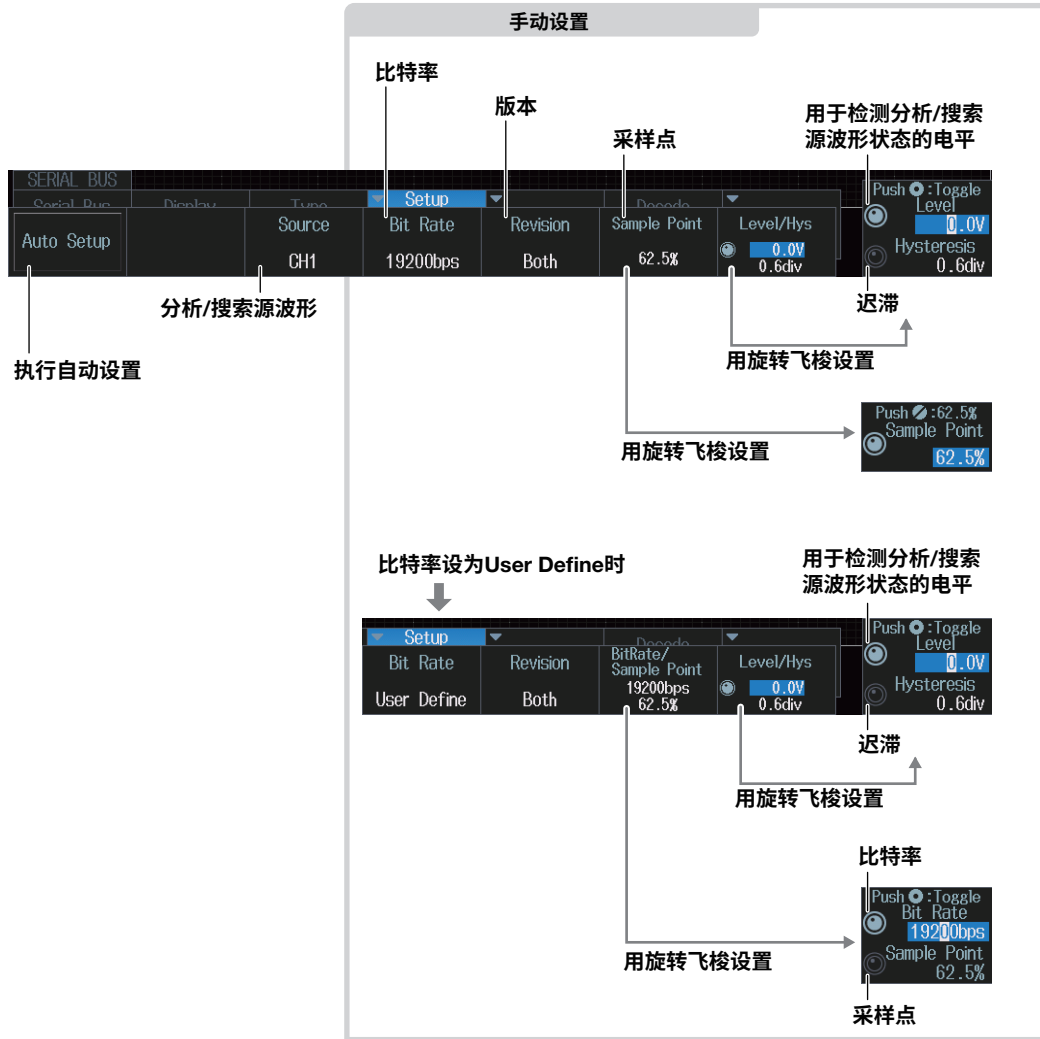 手动设置
比特率
版本
采样点
用于检测分析/搜索
源波形状态的电平
SERIAL BUS
Serial Bus
Display
Type
Setup
Decode
Auto Setup
Source
CH1
Bit Rate
19200bps
Revision
Both
Sample Point
62.5%
Level/Hys
0.0V
0.6div
Push :Toggle
Level
0.0V
Hysteresis
0.6div
分析/搜索源波形
执行自动设置
迟滞
用旋转飞梭设置
Push :62.5%
Sample Point
62.5%
用旋转飞梭设置
比特率设为User Define时
用于检测分析/搜索
源波形状态的电平
Setup
Decode
Bit Rate
User Define
Revision
Both
BitRate/
Sample Point
19200bps
62.5%
Level/Hys
0.0V
0.6div
Push :Toggle
Level
0.0V
Hysteresis
0.6div
迟滞
用旋转飞梭设置
比特率
Push :Toggle
Bit Rate
19200bps
Sample Point
62.5%
用旋转飞梭设置
采样点